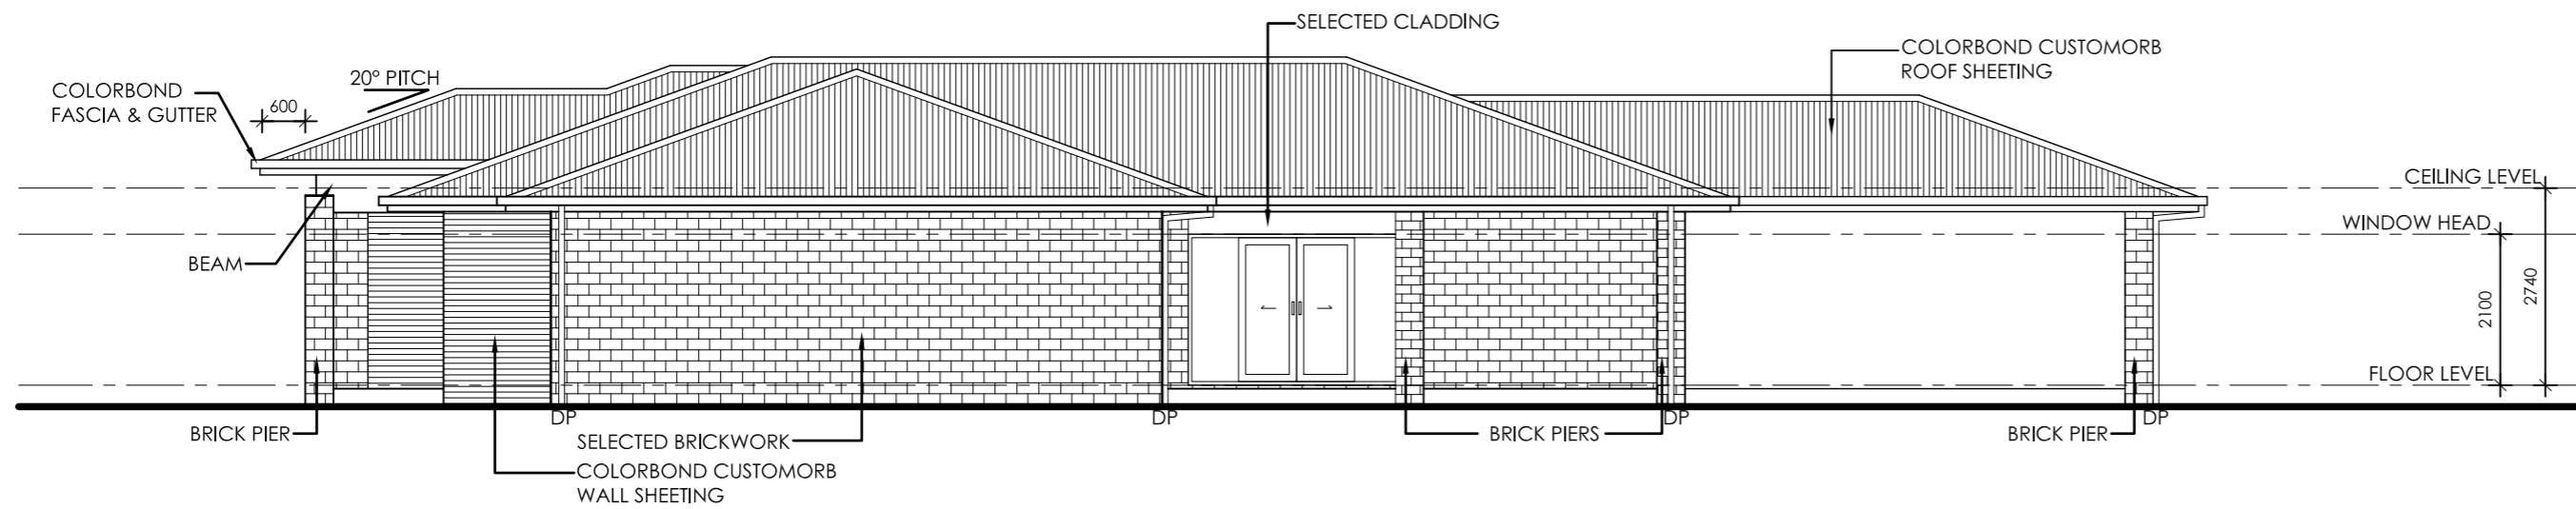 SELECTED CLADDING
COLORBOND CUSTOMORB
ROOF SHEETING
20° PITCH
COLORBOND
FASCIA & GUTTER
600
CEILING LEVEL
WINDOW HEAD
BEAM
2100
2740
FLOOR LEVEL
DP
DP
DP
DP
BRICK PIER
SELECTED BRICKWORK
BRICK PIERS
BRICK PIER
COLORBOND CUSTOMORB
WALL SHEETING